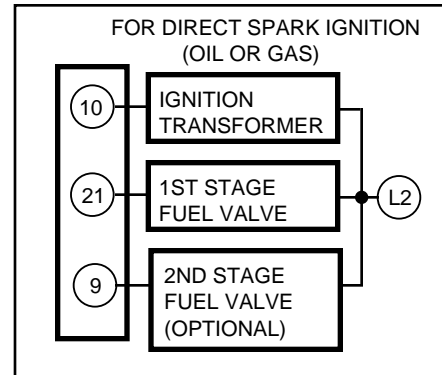 FOR DIRECT SPARK IGNITION
(OIL OR GAS)
10
IGNITION
TRANSFORMER
21
1ST STAGE
FUEL VALVE
L2
9
2ND STAGE
FUEL VALVE
(OPTIONAL)